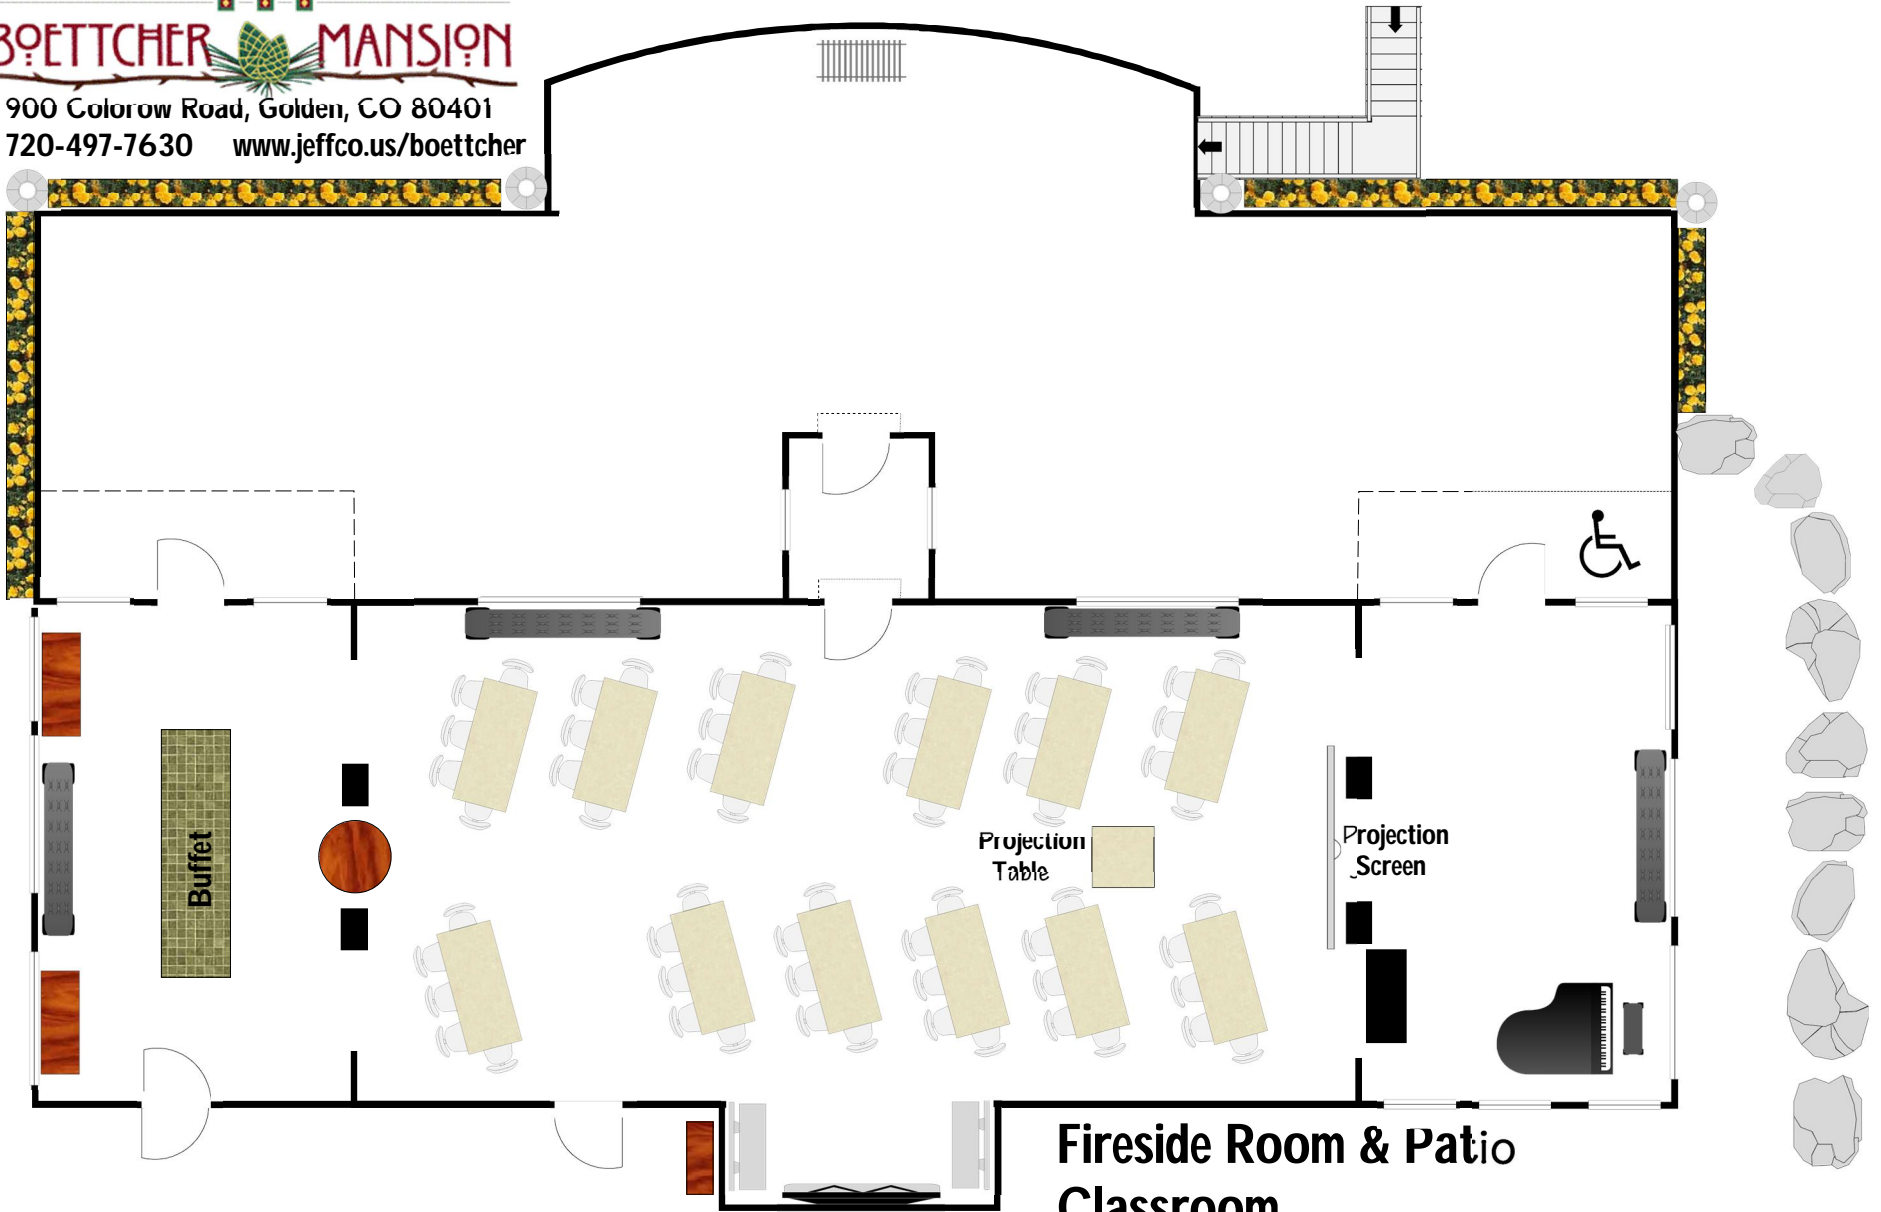 BOETTCHER MANSION
900 Colorow Road, Golden, CO 80401
720-497-7630 www.jeffco.us/boettcher
Buffet
Projection
Table
Projection
Screen
Fireside Room & Patio
Classroom